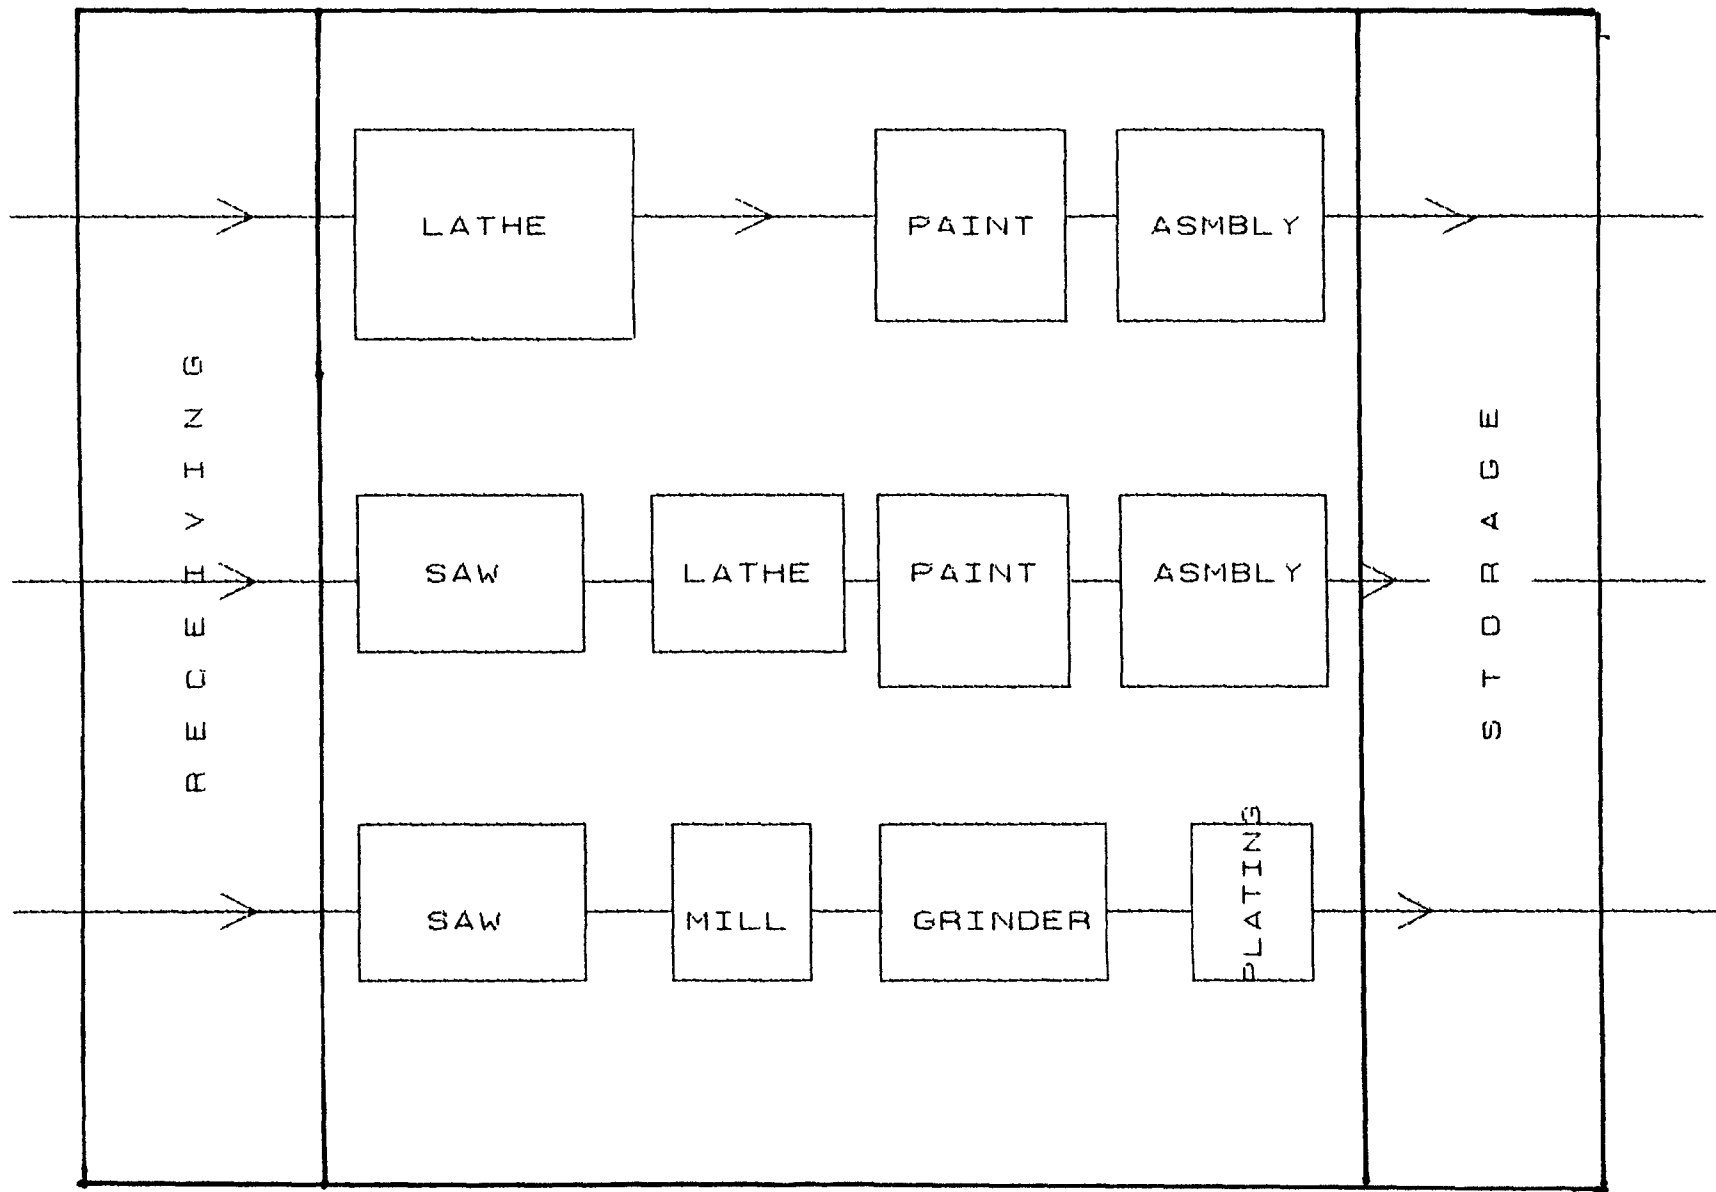 RECEIVING
LATHE
PAINT
ASMBLY
SAW
LATHE
PAINT
ASMBLY
SAW
MILL
GRINDER
PLATING
STORAGE